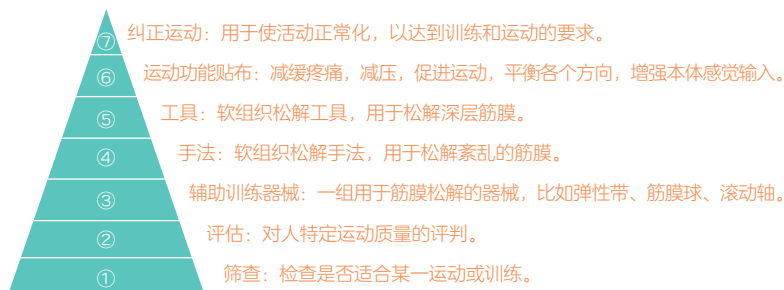 ⑦ 纠正运动：用于使活动正常化，以达到训练和运动的要求。
⑥ 运动功能贴布：减缓疼痛，减压，促进运动，平衡各个方向，增强本体感觉输入。
⑤ 工具：软组织松解工具，用于松解深层筋膜。
④ 手法：软组织松解手法，用于松解紊乱的筋膜。
③ 辅助训练器械：一组用于筋膜松解的器械，比如弹性带、筋膜球、滚动轴。
② 评估：对人特定运动质量的评判。
① 筛查：检查是否适合某一运动或训练。